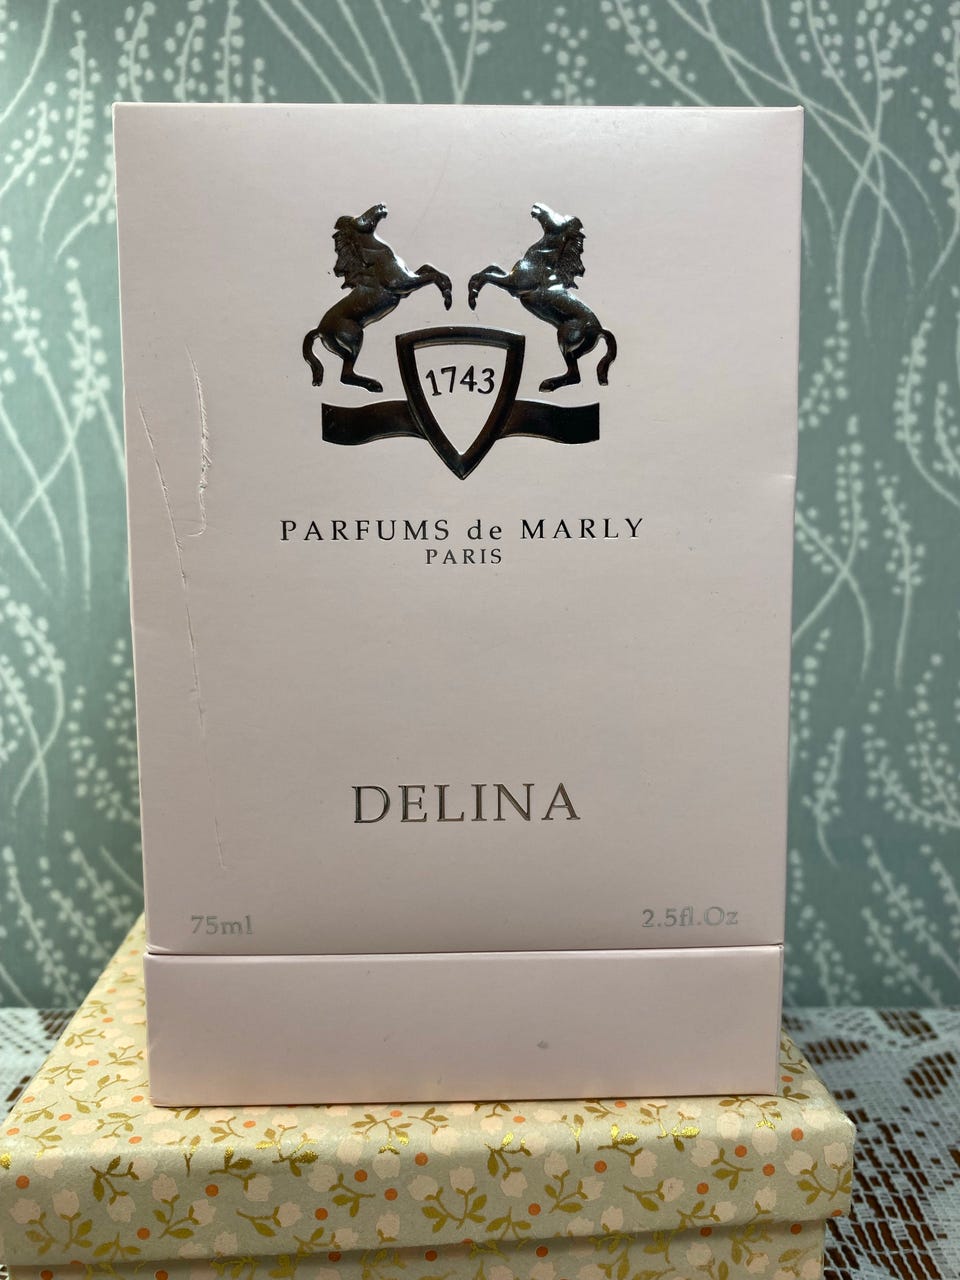 1743
PARFUMS de MARLY
PARIS
DELINA
75ml 2.5fl.Oz